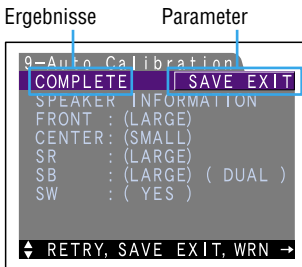 Ergebnisse Parameter
9-Auto Calibration
COMPLETE SAVE EXIT
SPEAKER INFORMATION
FRONT : (LARGE)
CENTER: (SMALL)
SR : (LARGE)
SB : (LARGE) ( DUAL )
SW : ( YES )
RETRY, SAVE EXIT, WRN →